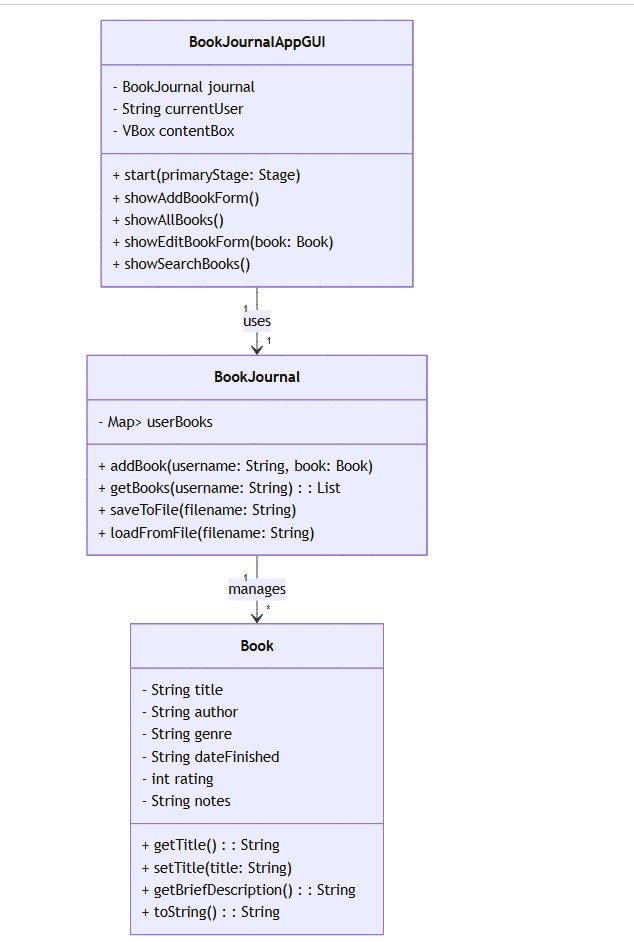 BookJournalAppGUI
- BookJournal journal
- String currentUser
- VBox contentBox
+ start(primaryStage: Stage)
+ showAddBookForm()
+ showAllBooks()
+ showEditBookForm(book: Book)
+ showSearchBooks()
1
uses
1
BookJournal
- Map> userBooks
+ addBook(username: String, book: Book)
+ getBooks(username: String) : : List
+ saveToFile(filename: String)
+ loadFromFile(filename: String)
1
manages
*
Book
- String title
- String author
- String genre
- String dateFinished
- int rating
- String notes
+ getTitle() : : String
+ setTitle(title: String)
+ getBriefDescription() : : String
+ toString() : : String